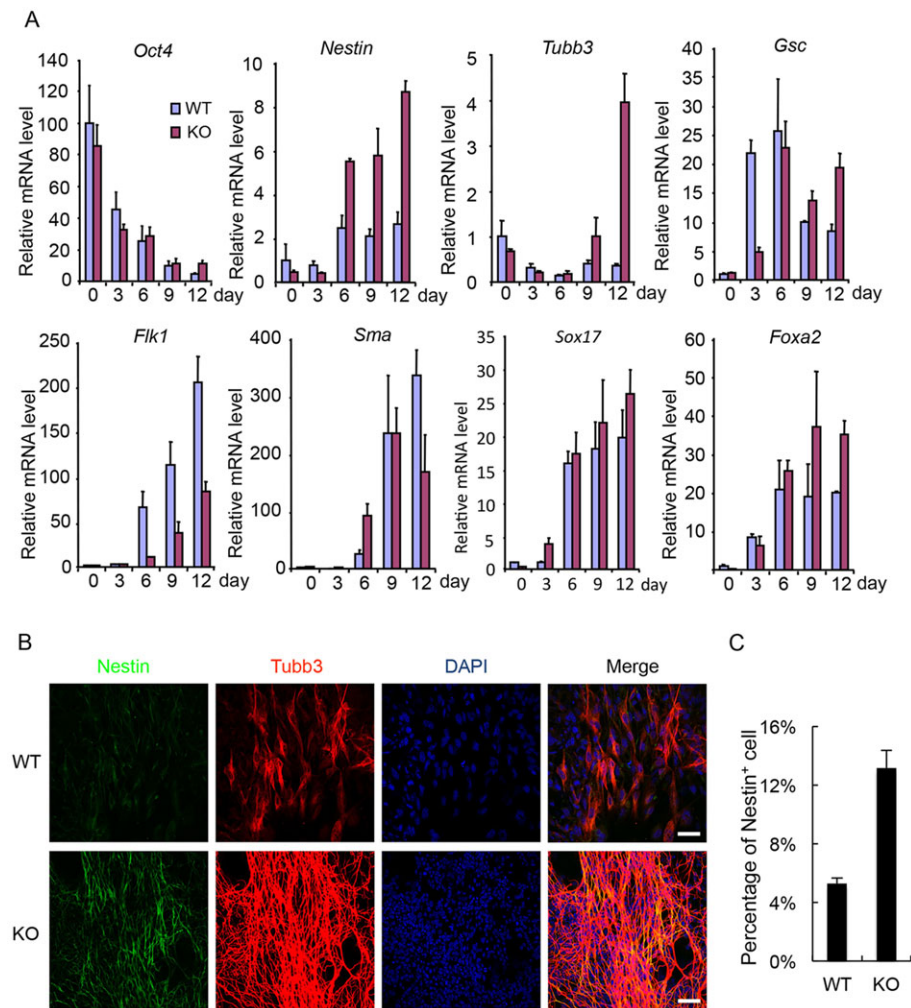 A
Oct4
Nestin
Tubb3
Gsc
Relative mRNA level
140
120
100
80
60
40
20
0
WT
KO
0 3 6 9 12 day
Relative mRNA level
10
8
6
4
2
0
0 3 6 9 12 day
Relative mRNA level
5
4
3
2
1
0
0 3 6 9 12 day
Relative mRNA level
40
35
30
25
20
15
10
5
0
0 3 6 9 12 day
Flk1
Sma
Sox17
Foxa2
Relative mRNA level
250
200
150
100
50
0
0 3 6 9 12 day
Relative mRNA level
400
300
200
100
0
0 3 6 9 12 day
Relative mRNA level
35
30
25
20
15
10
5
0
0 3 6 9 12 day
Relative mRNA level
60
50
40
30
20
10
0
0 3 6 9 12 day
B
Nestin Tubb3 DAPI Merge
WT
KO
C
Percentage of Nestin⁺ cell
16%
12%
8%
4%
0%
WT KO